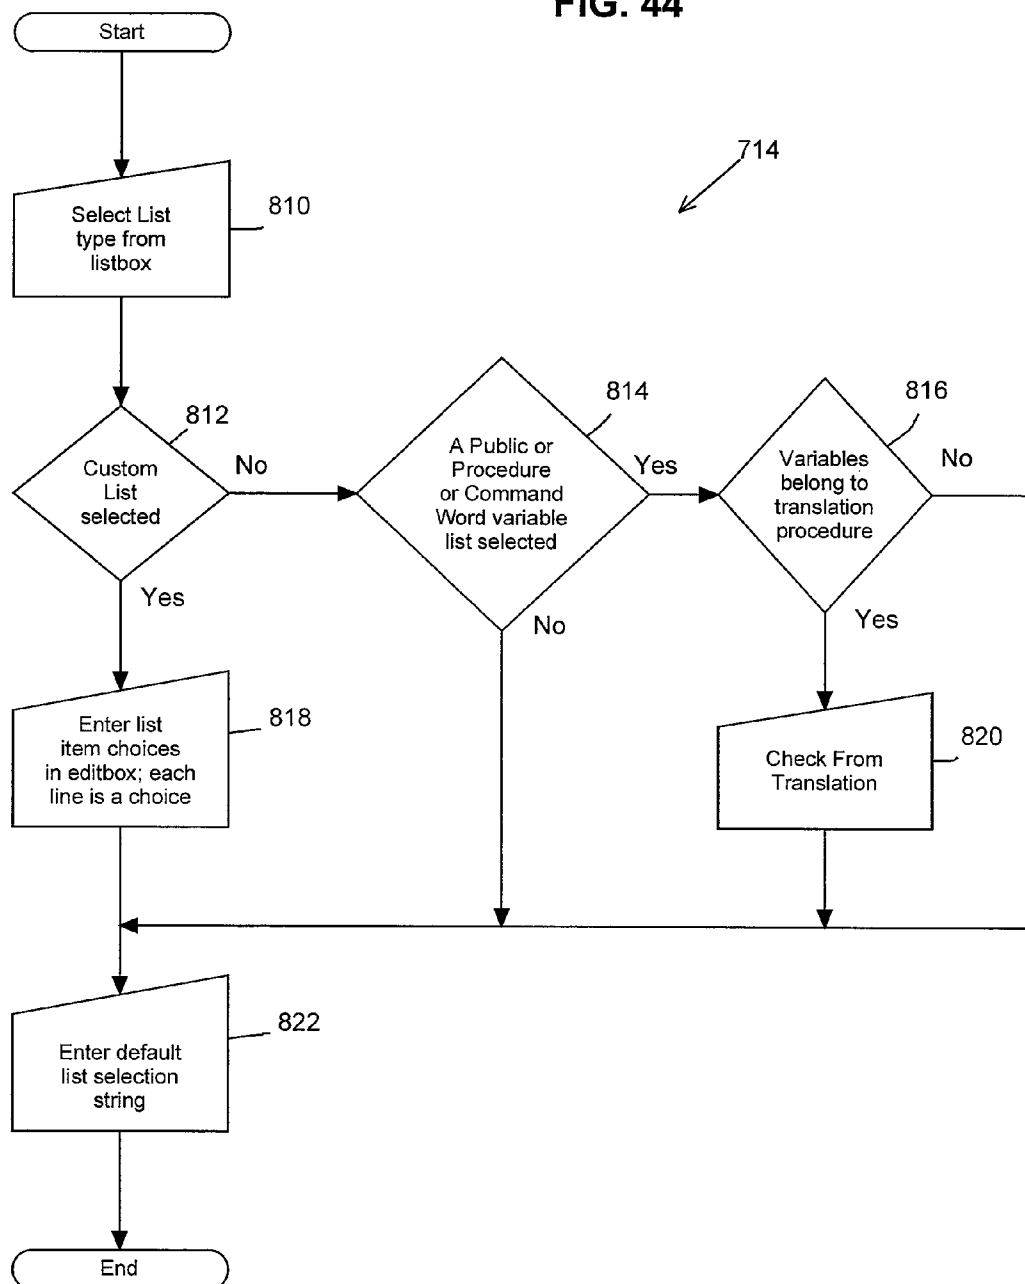 FIG. 44
Start
714
Select List
type from
listbox
810
812
Custom
List
selected
No
Yes
814
A Public or
Procedure
or Command
Word variable
list selected
Yes
No
816
Variables
belong to
translation
procedure
No
Yes
Enter list
item choices
in editbox; each
line is a choice
818
Check From
Translation
820
Enter default
list selection
string
822
End